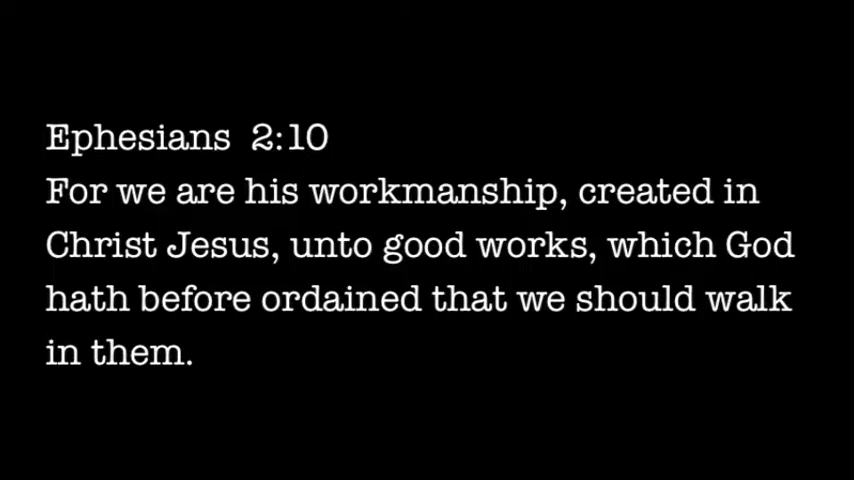 Ephesians 2:10
For we are his workmanship, created in
Christ Jesus, unto good works, which God
hath before ordained that we should walk
in them.